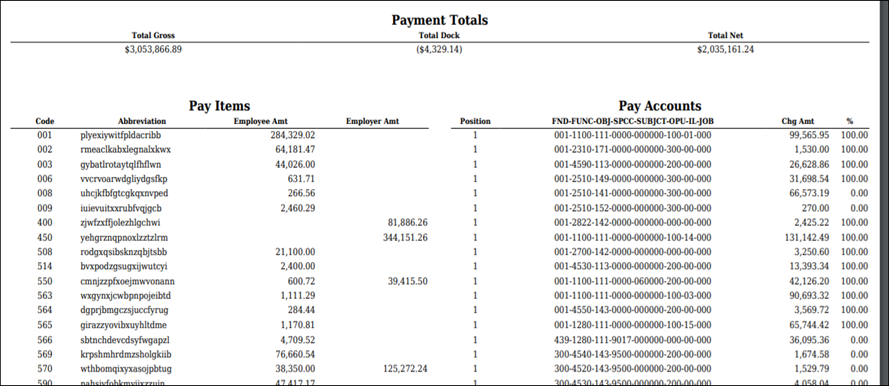 Payment Totals
Total Gross Total Dock Total Net
$3,053,866.89 ($4,329.14) $2,035,161.24
Pay Items Pay Accounts
Code Abbreviation Employee Amt Employer Amt Position FND-FUNC-OBJ-SPCC-SUBJCT-OPU-IL-JOB Chg Amt %
001 plyexiywitfpldacribb 284,329.02 1 001-1100-111-0000-000000-100-01-000 99,565.95 100.00
002 rmeaclkabxlegnalxkwx 64,181.47 1 001-2310-171-0000-000000-300-00-000 1,530.00 100.00
003 gybatlrotaytqlfhflwn 44,026.00 1 001-4590-113-0000-000000-200-00-000 26,628.86 100.00
006 vvcrvoarwdgliydgsfkp 631.71 1 001-2510-149-0000-000000-300-00-000 31,698.54 100.00
008 uhcjkfbfgtcgkqxnvped 266.56 1 001-2510-141-0000-000000-300-00-000 66,573.19 0.00
009 iuievuitxxrubfvqjgcb 2,460.29 1 001-2510-152-0000-000000-300-00-000 270.00 0.00
400 zjwfzxffjolezhlgchwi 81,886.26 1 001-2822-142-0000-000000-000-00-000 2,425.22 100.00
450 yehgrznqpnoxlzztzlrm 344,151.26 1 001-1100-111-0000-000000-100-14-000 131,142.49 100.00
508 rodgxqsibsknzqbjtsbb 21,100.00 1 001-2700-142-0000-000000-000-00-000 3,250.60 100.00
514 bvxpodzgsugxijwutcyi 2,400.00 1 001-4530-113-0000-000000-200-00-000 13,393.34 100.00
550 cmnjzzpfxoejmwvonann 600.72 39,415.50 1 001-1100-111-0000-060000-200-00-000 42,126.20 100.00
563 wxgynxjcwbpnpojeibtd 1,111.29 1 001-1100-111-0000-000000-100-03-000 90,693.32 100.00
564 dgprjbmgczsjuccfyrug 284.44 1 001-4550-143-0000-000000-200-00-000 3,569.72 100.00
565 girazzyovibxuyhltdme 1,170.81 1 001-1280-111-0000-000000-100-15-000 65,744.42 100.00
566 sbtnchdevcdsyfwgapzl 4,709.52 1 439-1280-111-9017-000000-000-00-000 36,095.36 0.00
569 krpshmhrdmzsholgkiib 76,660.54 1 300-4540-143-9500-000000-200-00-000 1,674.58 0.00
570 wthbomqixyxasojpbtug 38,350.00 125,272.24 1 300-4520-143-9500-000000-200-00-000 1,529.79 0.00
590 47,417.17 1 300-4530-143-9500-000000-200-00-000 4,058.04 0.00